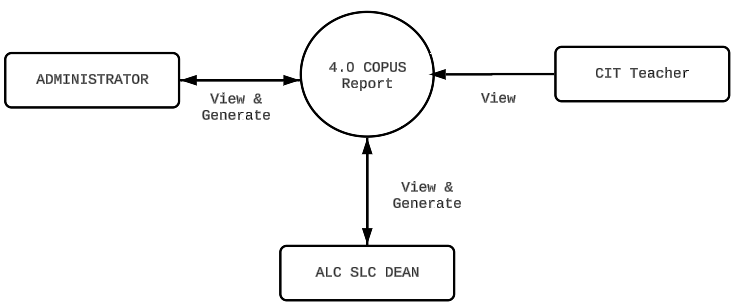 4.0 COPUS
Report
ADMINISTRATOR
CIT Teacher
View &
Generate
View
View &
Generate
ALC SLC DEAN